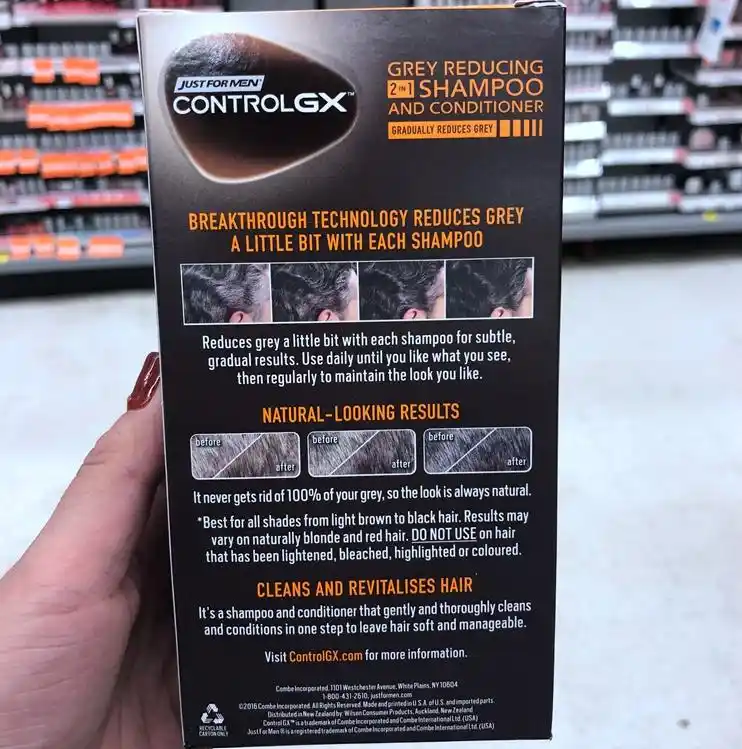 JUST FOR MEN®
CONTROLGX™
GREY REDUCING
2 IN 1 SHAMPOO
AND CONDITIONER
GRADUALLY REDUCES GREY
BREAKTHROUGH TECHNOLOGY REDUCES GREY
A LITTLE BIT WITH EACH SHAMPOO
Reduces grey a little bit with each shampoo for subtle,
gradual results. Use daily until you like what you see,
then regularly to maintain the look you like.
NATURAL-LOOKING RESULTS
before
after
before
after
before
after
It never gets rid of 100% of your grey, so the look is always natural.
*Best for all shades from light brown to black hair. Results may
vary on naturally blonde and red hair. DO NOT USE on hair
that has been lightened, bleached, highlighted or coloured.
CLEANS AND REVITALISES HAIR
It's a shampoo and conditioner that gently and thoroughly cleans
and conditions in one step to leave hair soft and manageable.
Visit ControlGX.com for more information.
Combe Incorporated, 1101 Westchester Avenue, White Plains, NY 10604
1-800-431-2610, justformen.com
©2016 Combe Incorporated. All Rights Reserved. Made and printed in U.S.A. of U.S. and imported parts.
Distributed in New Zealand by: Wilson Consumer Products, Auckland, New Zealand
Control GX™ is a trademark of Combe Incorporated and Combe International Ltd. (USA)
Just For Men ® is a registered trademark of Combe Incorporated and Combe International Ltd. (USA)
RECYCLABLE
CARTON ONLY